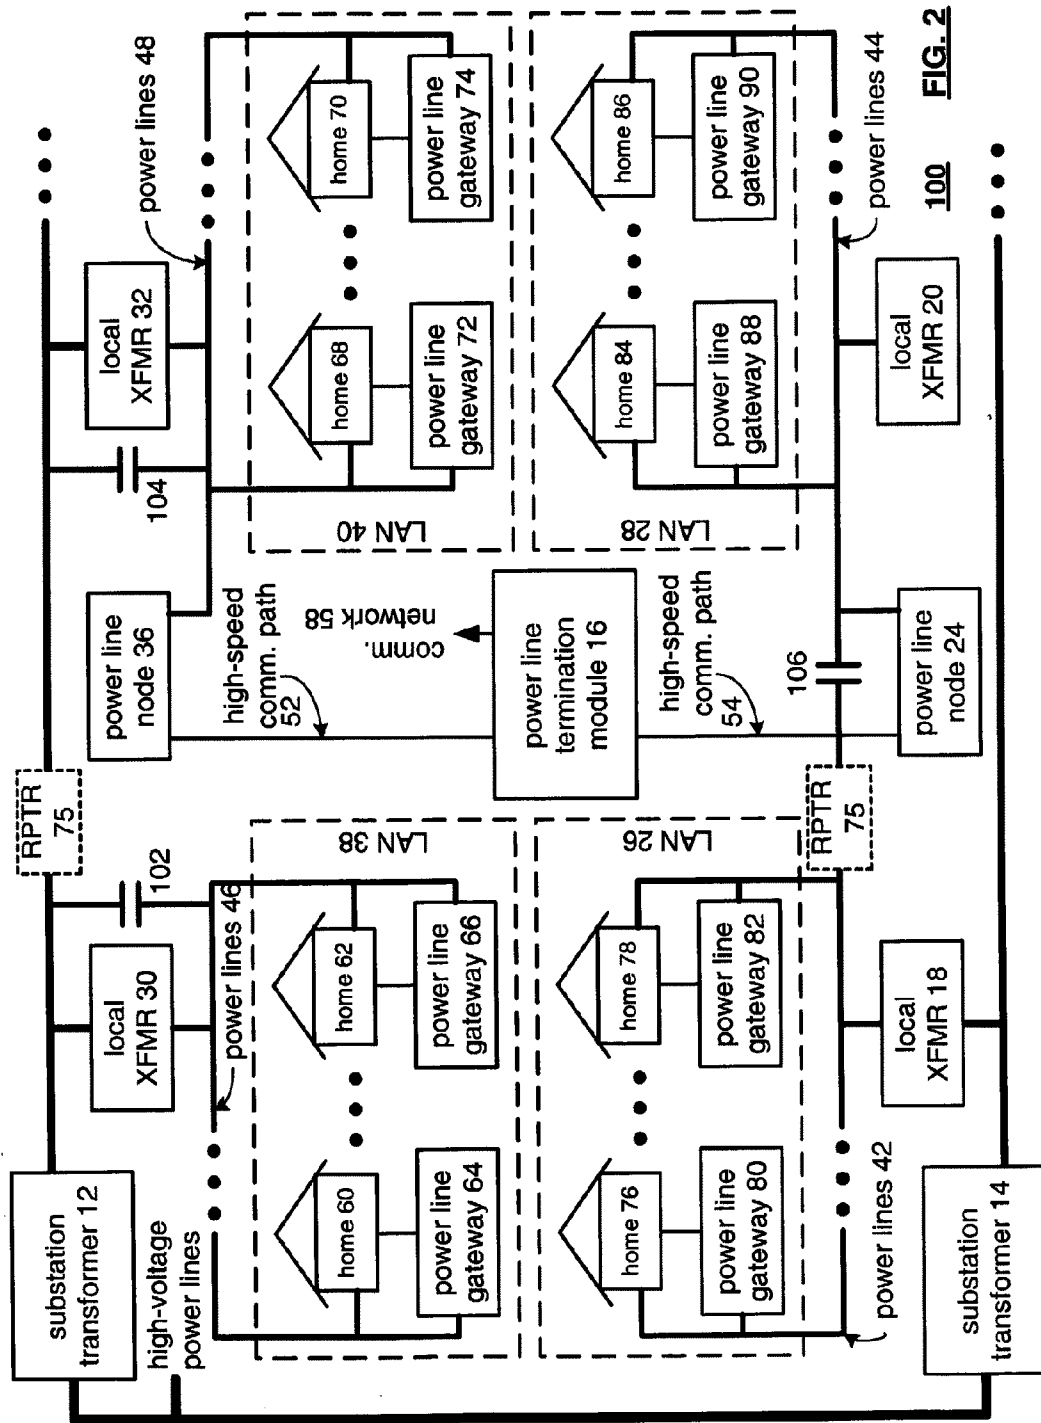 substation
transformer 12
high-voltage
power lines
local
XFMR 30
102
power lines 46
RPTR
75
power line
node 36
high-speed
comm. path
52
104
local
XFMR 32
power lines 48
home 60
power line
gateway 64
home 62
power line
gateway 66
LAN 38
comm.
network 58
LAN 40
home 68
power line
gateway 72
home 70
power line
gateway 74
power line
termination
module 16
home 76
power line
gateway 80
home 78
power line
gateway 82
LAN 26
high-speed
comm. path
54
LAN 28
home 84
power line
gateway 88
home 86
power line
gateway 90
power lines 42
local
XFMR 18
RPTR
75
106
power line
node 24
local
XFMR 20
power lines 44
substation
transformer 14
100
FIG. 2